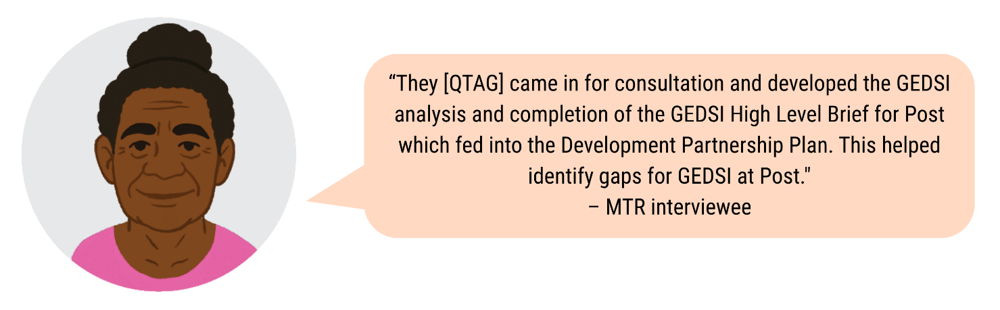 “They [QTAG] came in for consultation and developed the GEDSI
analysis and completion of the GEDSI High Level Brief for Post
which fed into the Development Partnership Plan. This helped
identify gaps for GEDSI at Post."
– MTR interviewee